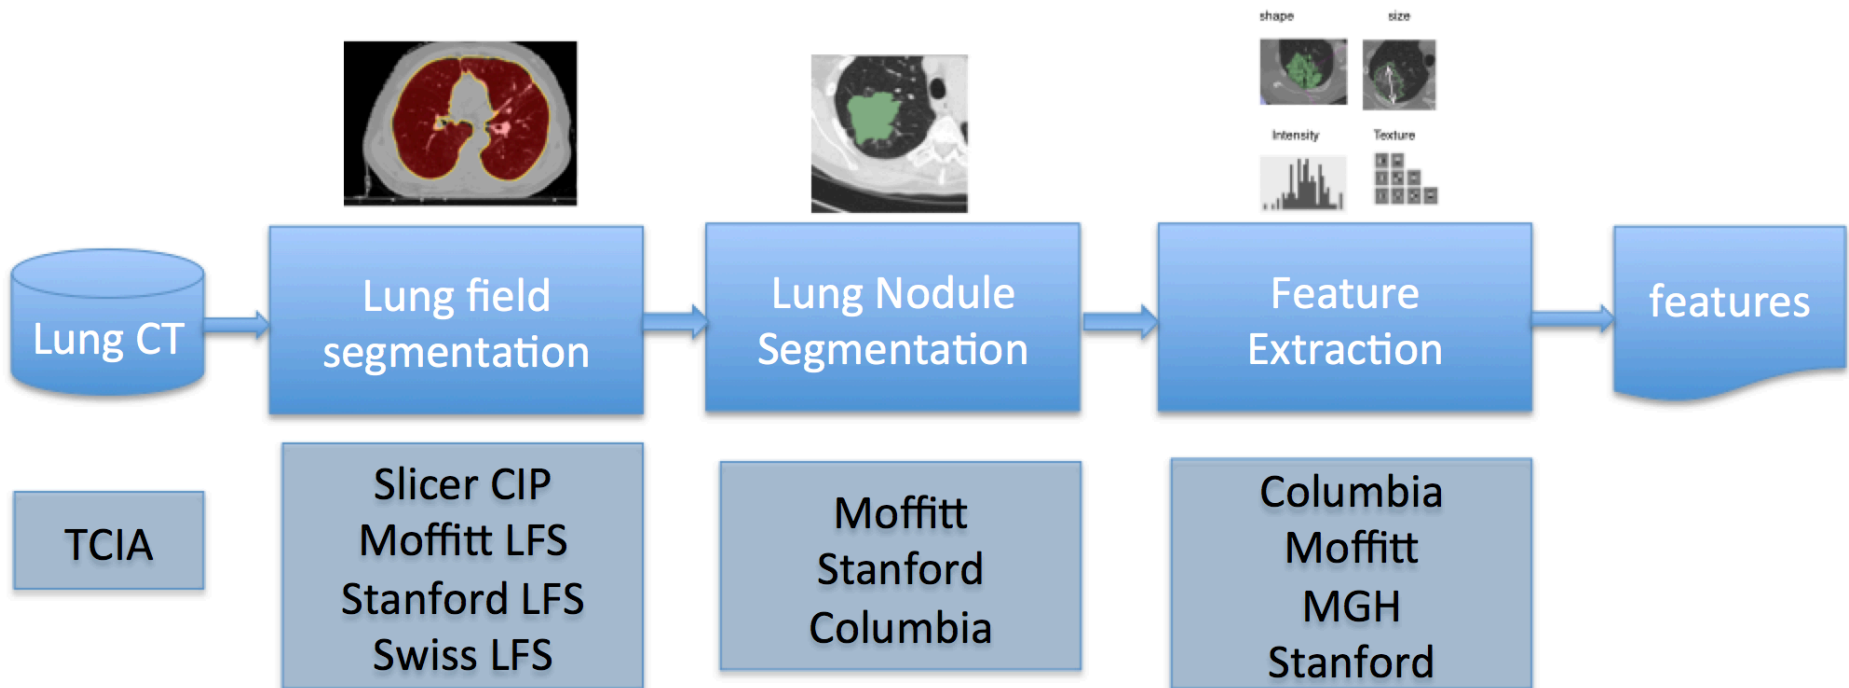 shape
size
Intensity
Texture
Lung CT
Lung field
segmentation
Lung Nodule
Segmentation
Feature
Extraction
features
TCIA
Slicer CIP
Moffitt LFS
Stanford LFS
Swiss LFS
Moffitt
Stanford
Columbia
Columbia
Moffitt
MGH
Stanford